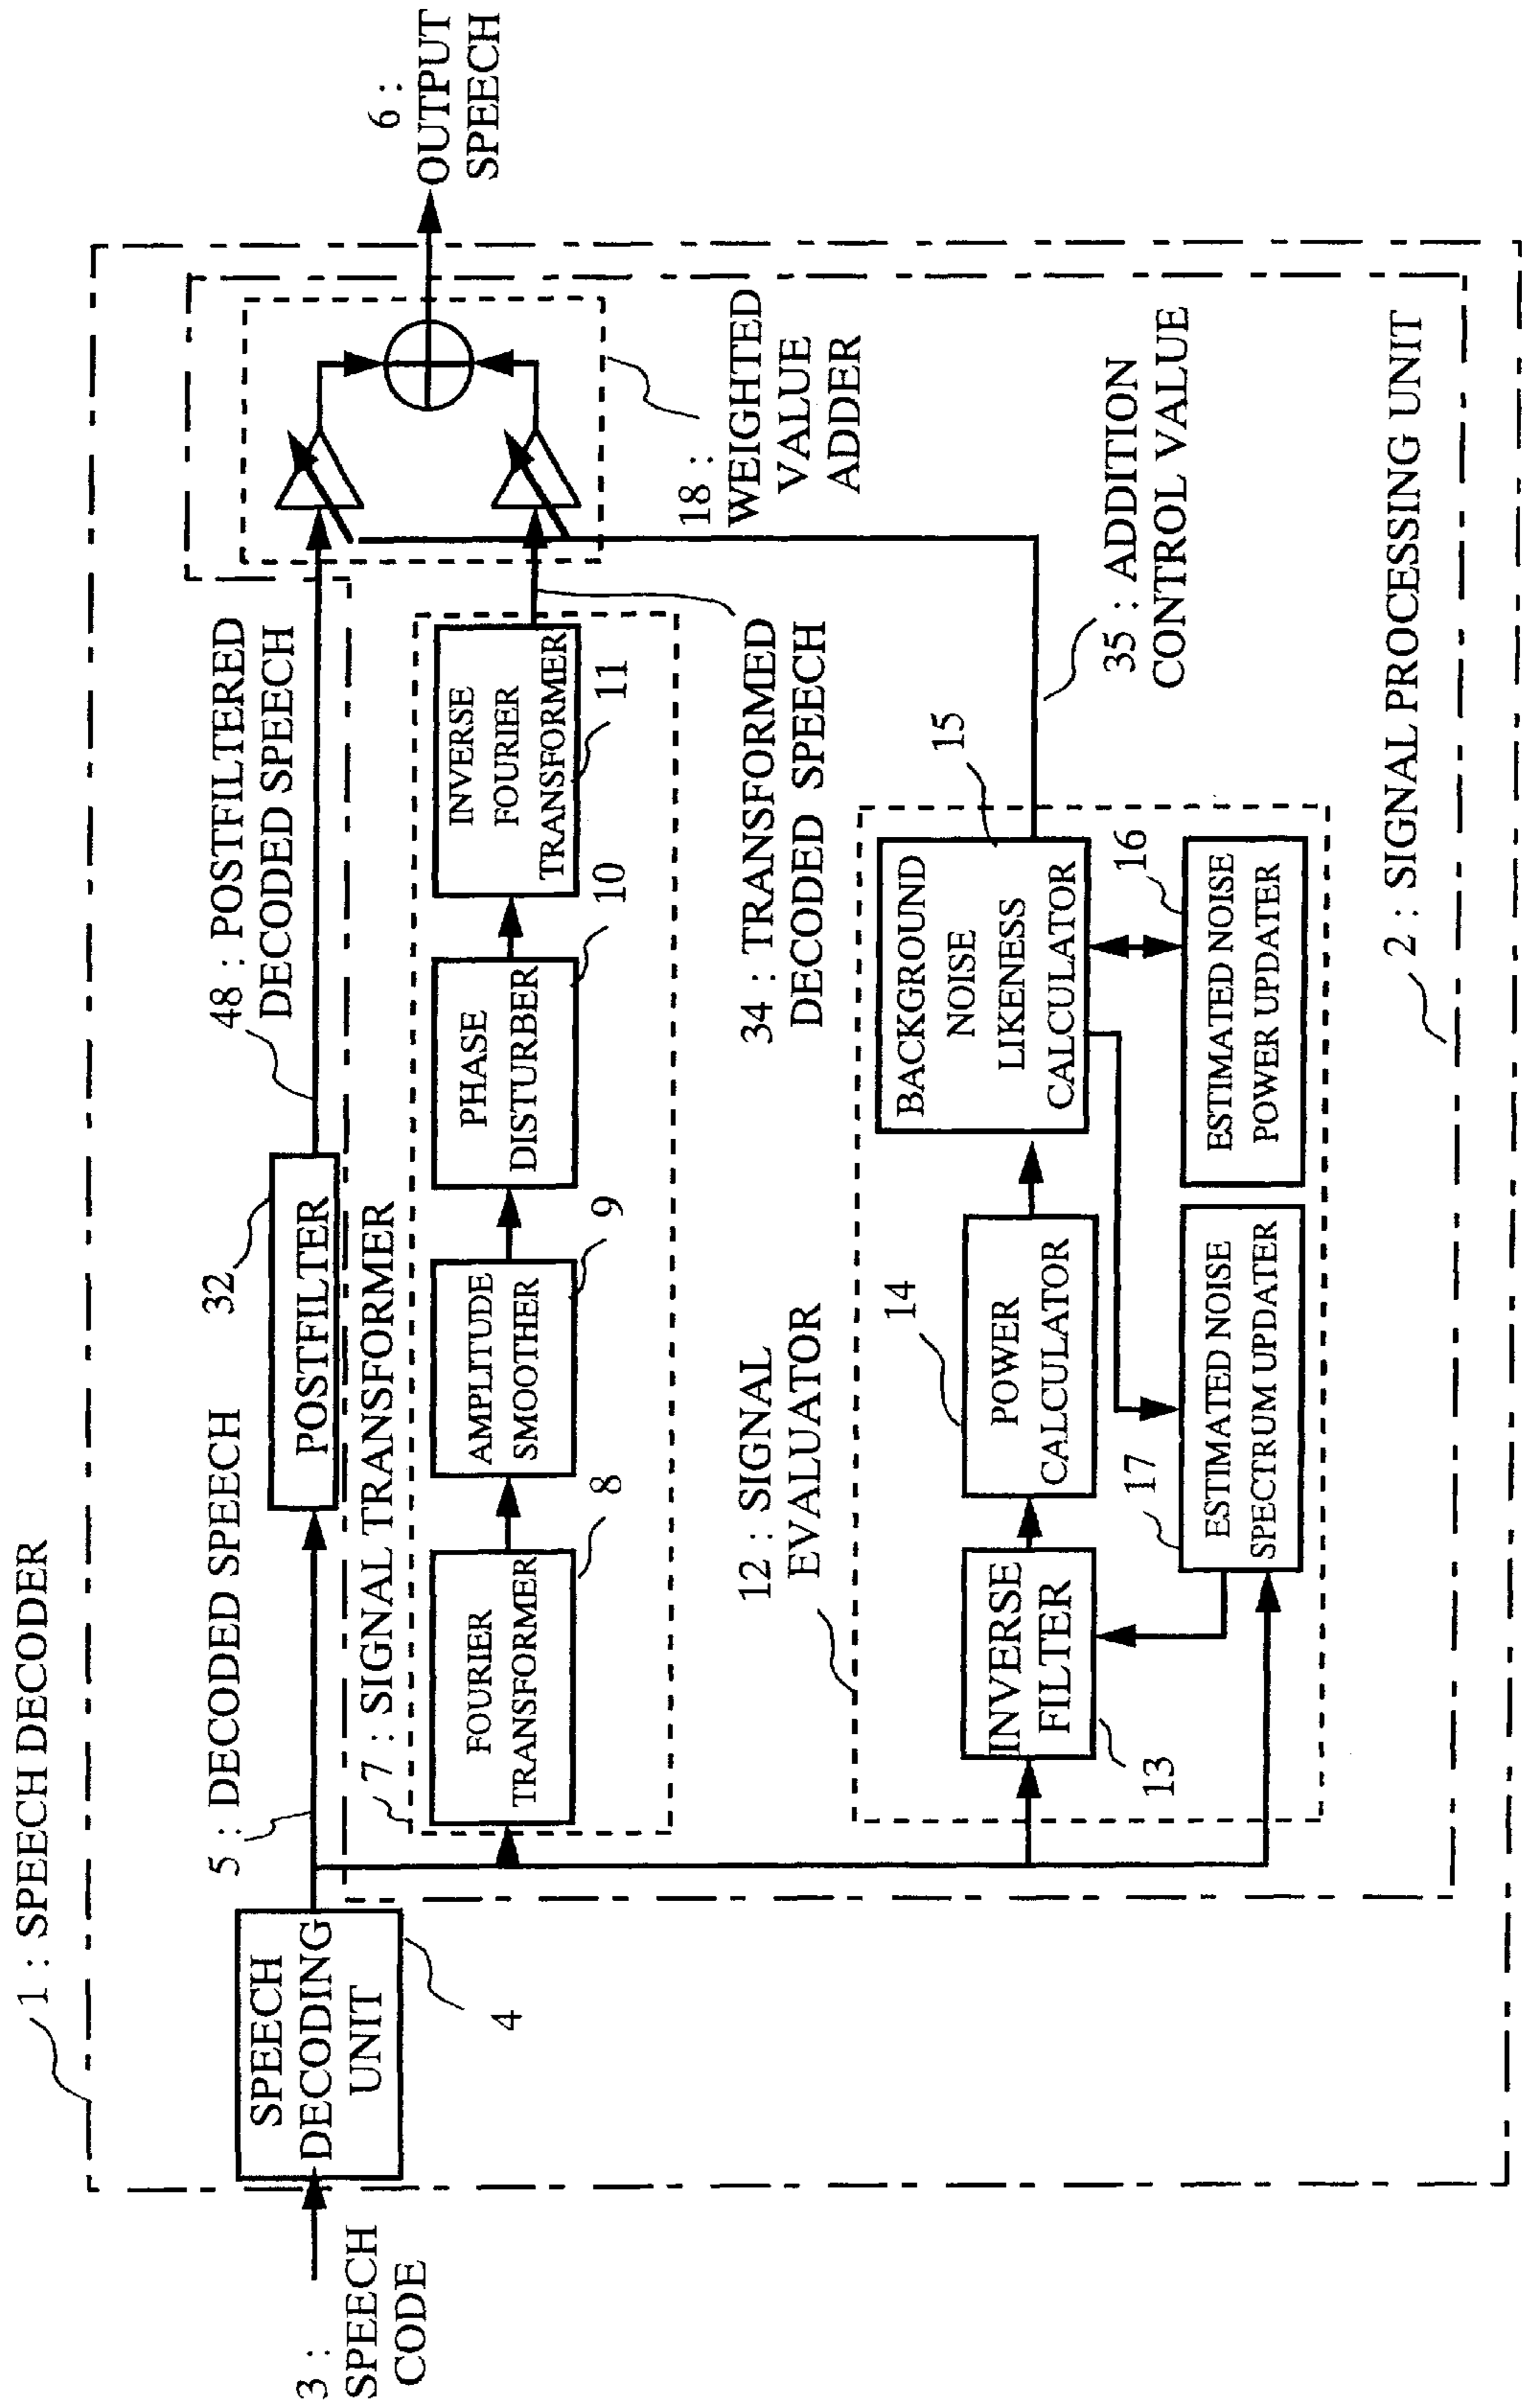 1 : SPEECH DECODER
3 :
SPEECH
CODE
SPEECH
DECODING
UNIT
4
5 : DECODED SPEECH
32
POSTFILTER
48 : POSTFILTERED
DECODED SPEECH
6 :
OUTPUT
SPEECH
7 : SIGNAL TRANSFORMER
FOURIER
TRANSFORMER
8
AMPLITUDE
SMOOTHER
9
PHASE
DISTURBER
10
INVERSE
FOURIER
TRANSFORMER
11
18 :
WEIGHTED
VALUE
ADDER
34 : TRANSFORMED
DECODED SPEECH
12 : SIGNAL
EVALUATOR
INVERSE
FILTER
13
14
POWER
CALCULATOR
15
BACKGROUND
NOISE
LIKENESS
CALCULATOR
35 : ADDITION
CONTROL VALUE
17
ESTIMATED NOISE
SPECTRUM UPDATER
16
ESTIMATED NOISE
POWER UPDATER
2 : SIGNAL PROCESSING UNIT